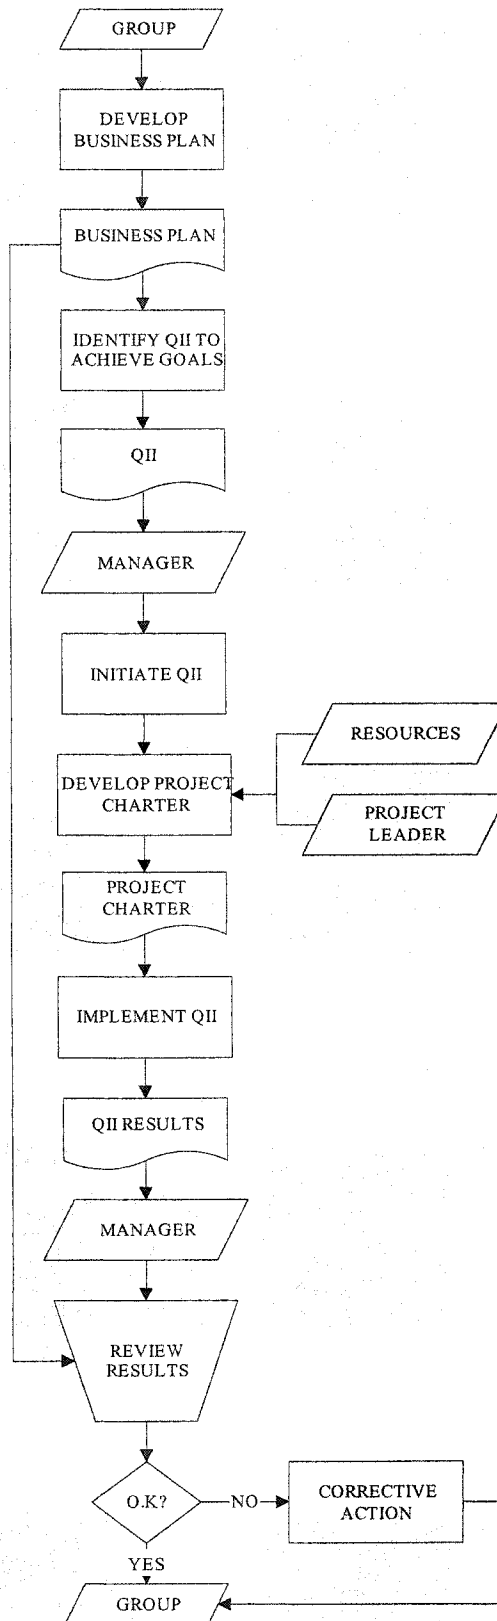 GROUP
DEVELOP
BUSINESS PLAN
BUSINESS PLAN
IDENTIFY QII TO
ACHIEVE GOALS
QII
MANAGER
INITIATE QII
RESOURCES
DEVELOP PROJECT
CHARTER
PROJECT
LEADER
PROJECT
CHARTER
IMPLEMENT QII
QII RESULTS
MANAGER
REVIEW
RESULTS
O.K?
NO
CORRECTIVE
ACTION
YES
GROUP